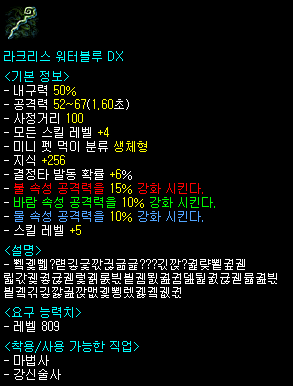 라크리스 워터블루 DX
<기본 정보>
- 내구력 50%
- 공격력 52~67(1,60초)
- 사정거리 100
- 모든 스킬 레벨 +4
- 미니 펫 먹이 분류 생체형
- 지식 +256
- 결정타 발동 확률 +6%
- 불 속성 공격력을 15% 강화 시킨다.
- 바람 속성 공격력을 10% 강화 시킨다.
- 물 속성 공격력을 10% 강화 시킨다.
- 스킬 레벨 +5
<설명>
<요구 능력치>
- 레벨 809
<착용/사용 가능한 직업>
- 마법사
- 강신술사